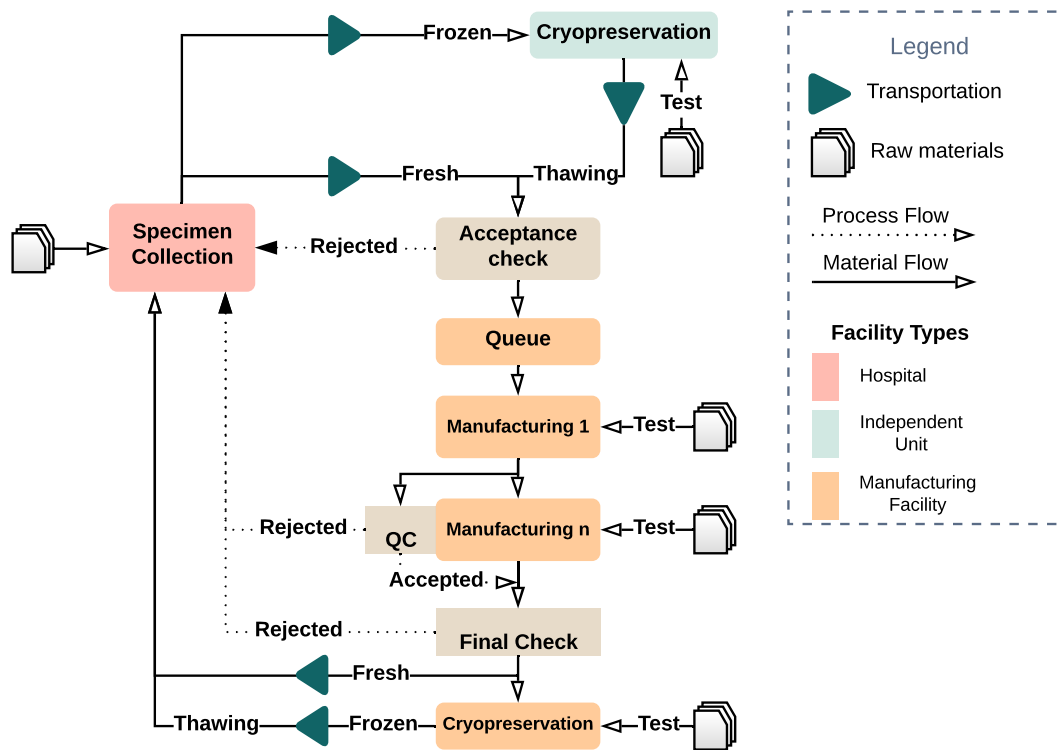 Frozen
Cryopreservation
Test
Fresh
Thawing
Specimen
Collection
Rejected
Acceptance
check
Queue
Manufacturing 1
Test
Rejected
QC
Manufacturing n
Test
Accepted
Rejected
Final Check
Fresh
Thawing
Frozen
Cryopreservation
Test
Legend
Transportation
Raw materials
Process Flow
Material Flow
Facility Types
Hospital
Independent
Unit
Manufacturing
Facility